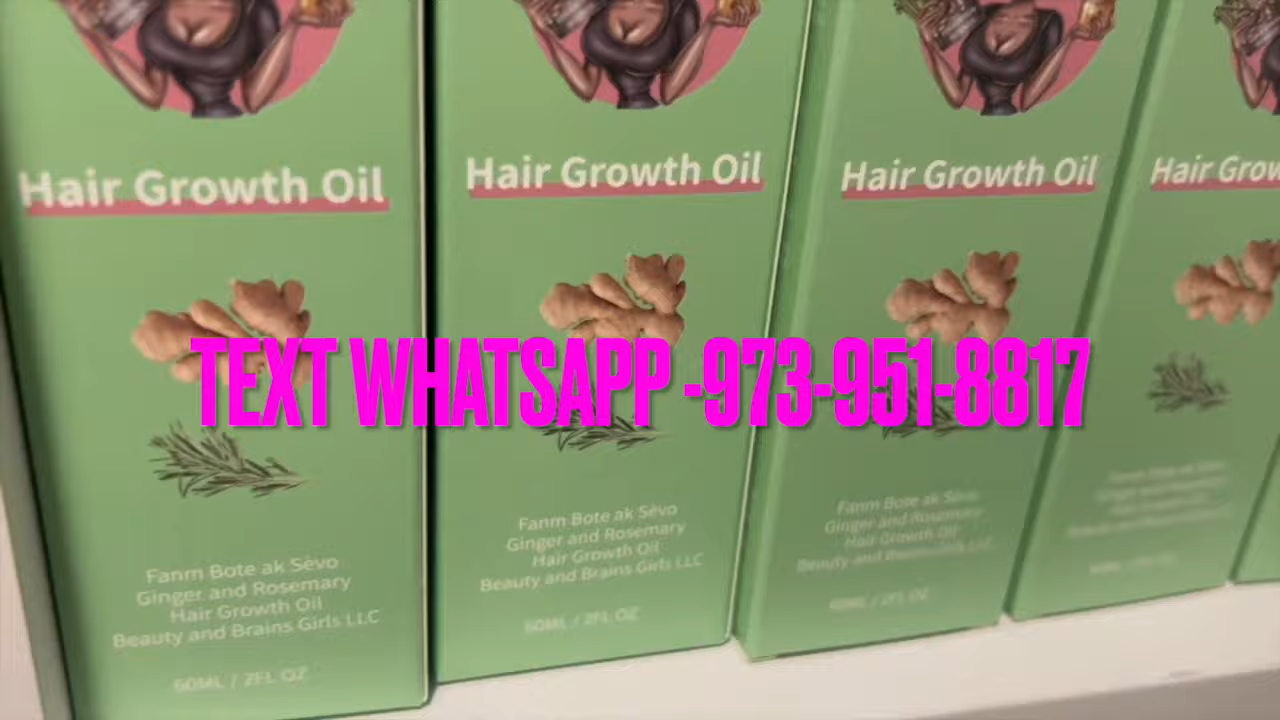 Hair Growth Oil
Fanm Bote ak Sèvo
Ginger and Rosemary
Hair Growth Oil
Beauty and Brains Girls LLC
60ML / 2FL OZ
Hair Growth Oil
Fanm Bote ak Sèvo
Ginger and Rosemary
Hair Growth Oil
Beauty and Brains Girls LLC
60ML / 2FL OZ
Hair Growth Oil
Fanm Bote ak Sèvo
Ginger and Rosemary
Hair Growth Oil
Beauty and Brains Girls LLC
60ML / 2FL OZ
Hair Grow
TEXT WHATSAPP -973-951-8817